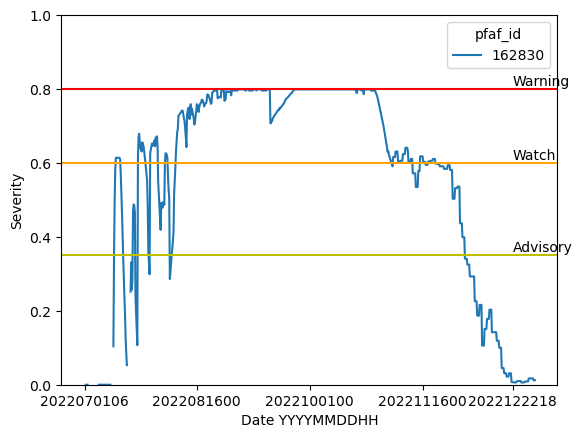 1.0
pfaf_id
162830
0.8
Warning
0.6
Watch
Severity
0.4
Advisory
0.2
0.0
2022070106 2022081600 2022100100 2022111600 2022122218
Date YYYYMMDDHH